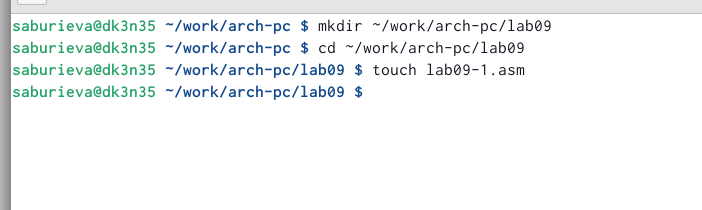 saburieva@dk3n35 ~/work/arch-pc $ mkdir ~/work/arch-pc/lab09
saburieva@dk3n35 ~/work/arch-pc $ cd ~/work/arch-pc/lab09
saburieva@dk3n35 ~/work/arch-pc/lab09 $ touch lab09-1.asm
saburieva@dk3n35 ~/work/arch-pc/lab09 $